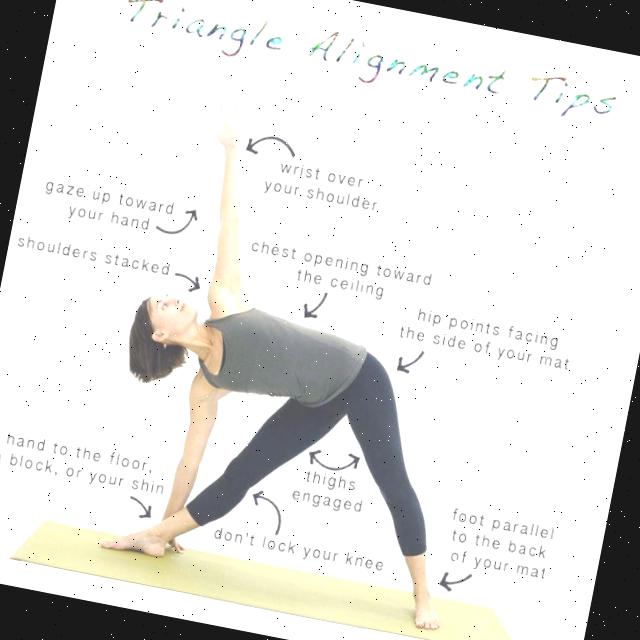 Triangle Alignment Tips
wrist over
your shoulder
gaze up toward
your hand
shoulders stacked
chest opening toward
the ceiling
hip points facing
the side of your mat
hand to the floor,
block, or your shin
thighs
engaged
don't lock your knee
foot parallel
to the back
of your mat